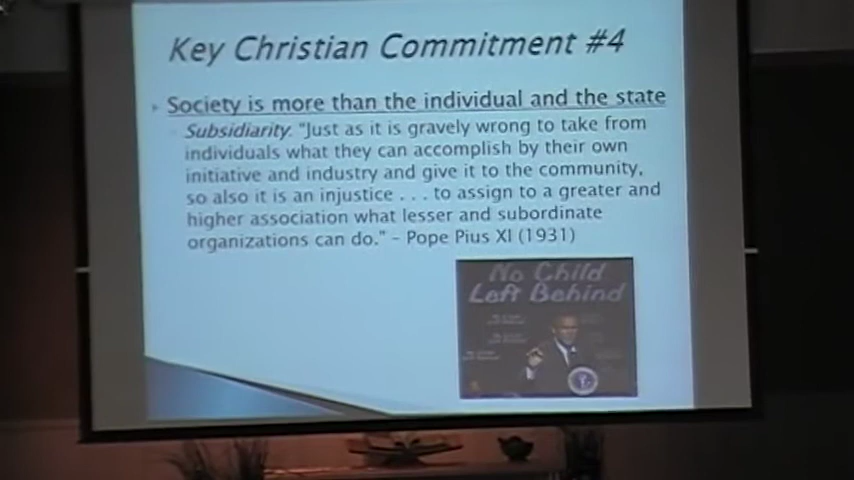 Key Christian Commitment #4
Society is more than the individual and the state
Subsidiarity. "Just as it is gravely wrong to take from
individuals what they can accomplish by their own
initiative and industry and give it to the community,
so also it is an injustice . . . to assign to a greater and
higher association what lesser and subordinate
organizations can do." – Pope Pius XI (1931)
No Child
Left Behind